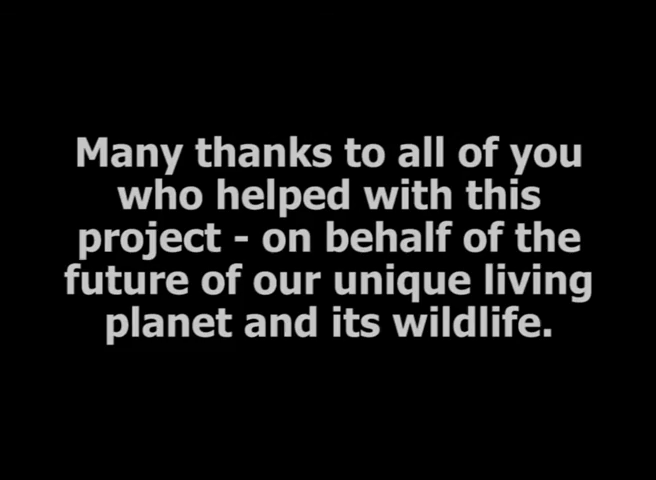 Many thanks to all of you
who helped with this
project - on behalf of the
future of our unique living
planet and its wildlife.